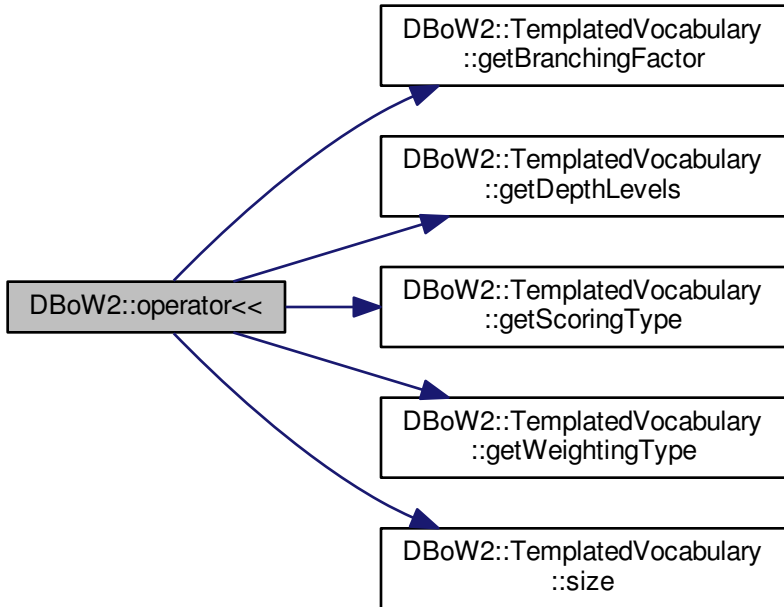 DBoW2::TemplatedVocabulary
::getBranchingFactor
DBoW2::TemplatedVocabulary
::getDepthLevels
DBoW2::operator<<
DBoW2::TemplatedVocabulary
::getScoringType
DBoW2::TemplatedVocabulary
::getWeightingType
DBoW2::TemplatedVocabulary
::size